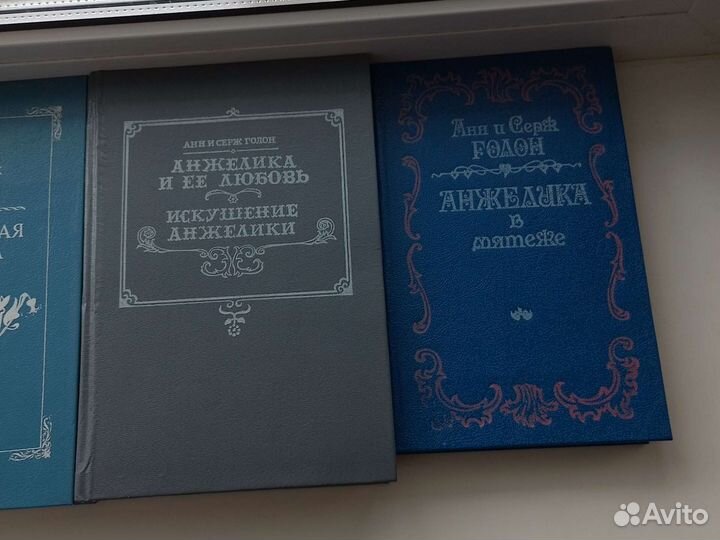 АНН И СЕРЖ ГОЛОН
АНЖЕЛИКА
И ЕЕ ЛЮБОВЬ
ИСКУШЕНИЕ
АНЖЕЛИКИ
Анн и Серж
ГОЛОН
АНЖЕЛИКА
в
мятеже
Avito